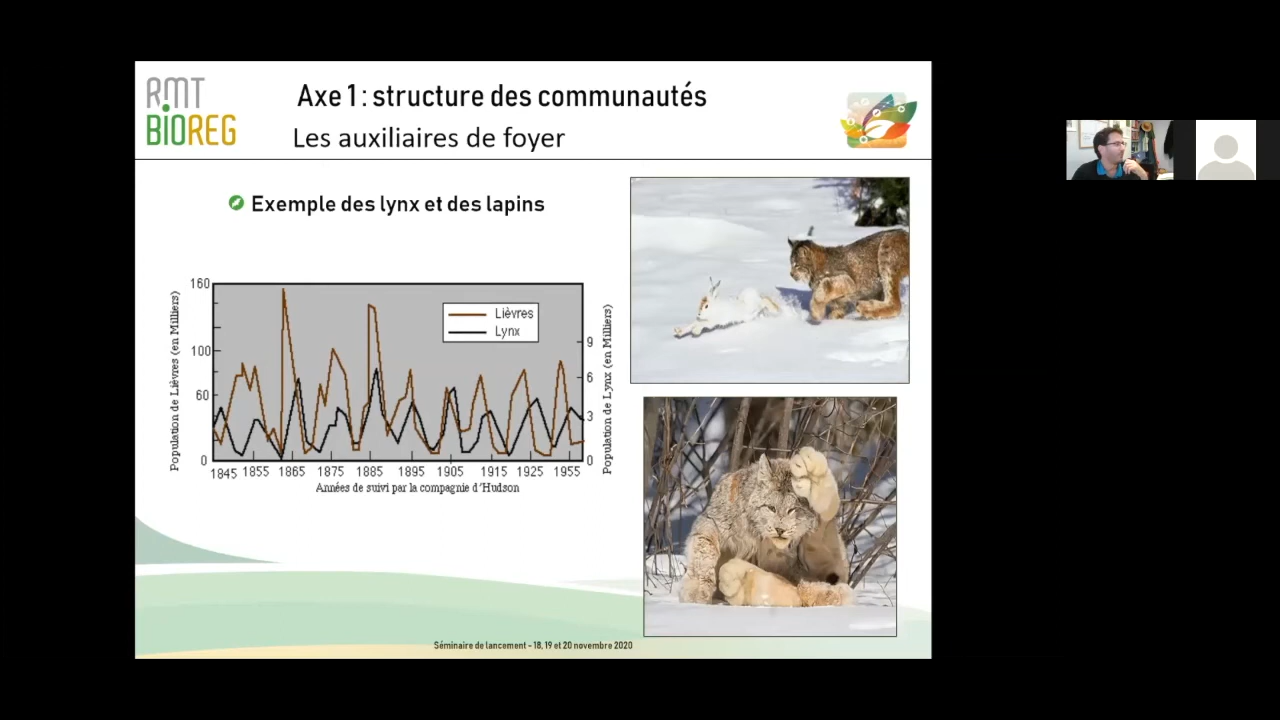 RMT
BIOREG
Axe 1 : structure des communautés
Les auxiliaires de foyer
Exemple des lynx et des lapins
160
100
60
0
Population de Lièvres (en Milliers)
Lièvres
Lynx
9
6
3
0
Population de Lynx (en Milliers)
1845 1855 1865 1875 1885 1895 1905 1915 1925 1955
Années de suivi par la compagnie d'Hudson
Séminaire de lancement - 18, 19 et 20 novembre 2020